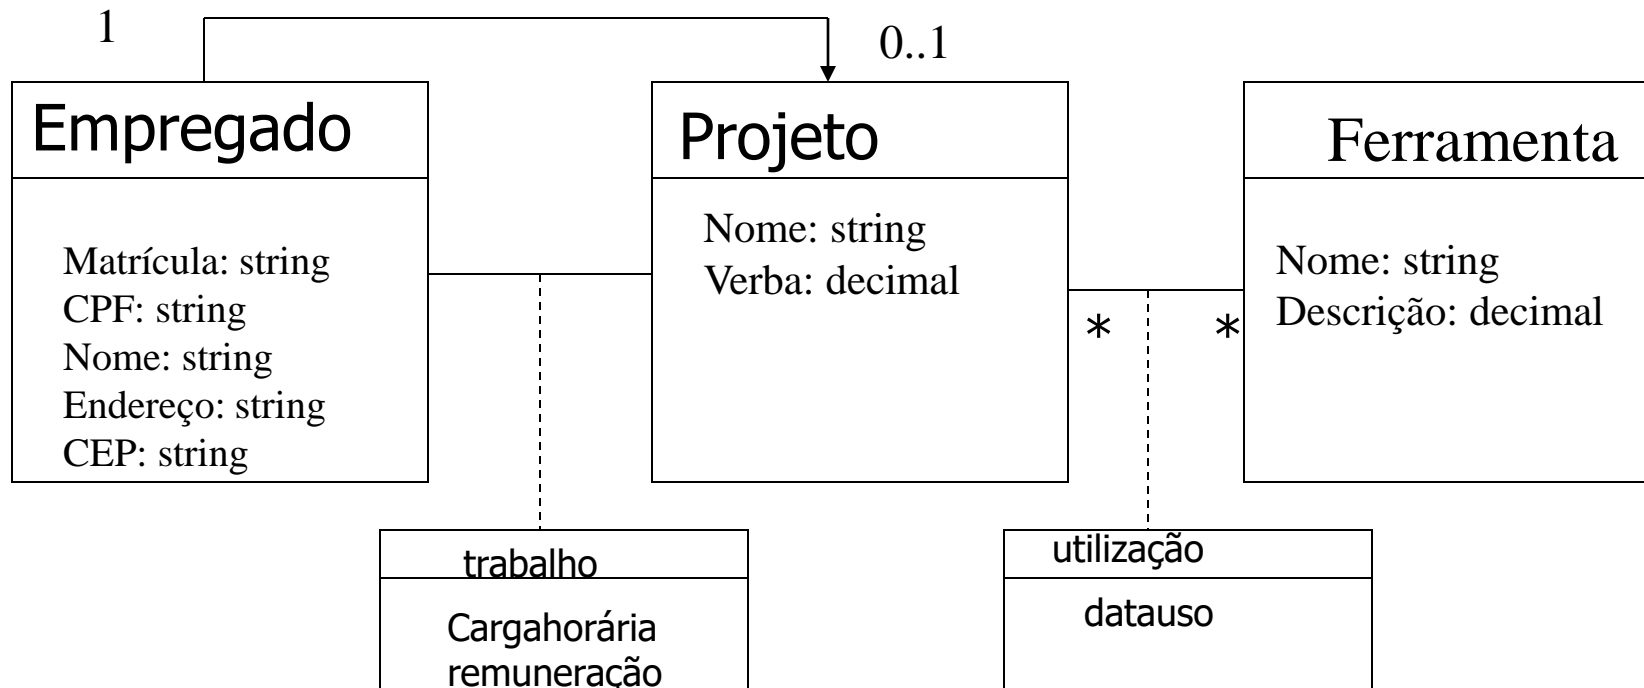 1
0..1
Empregado
Matrícula: string
CPF: string
Nome: string
Endereço: string
CEP: string
Projeto
Nome: string
Verba: decimal
Ferramenta
Nome: string
Descrição: decimal
*
*
trabalho
Cargahorária
remuneração
utilização
datauso